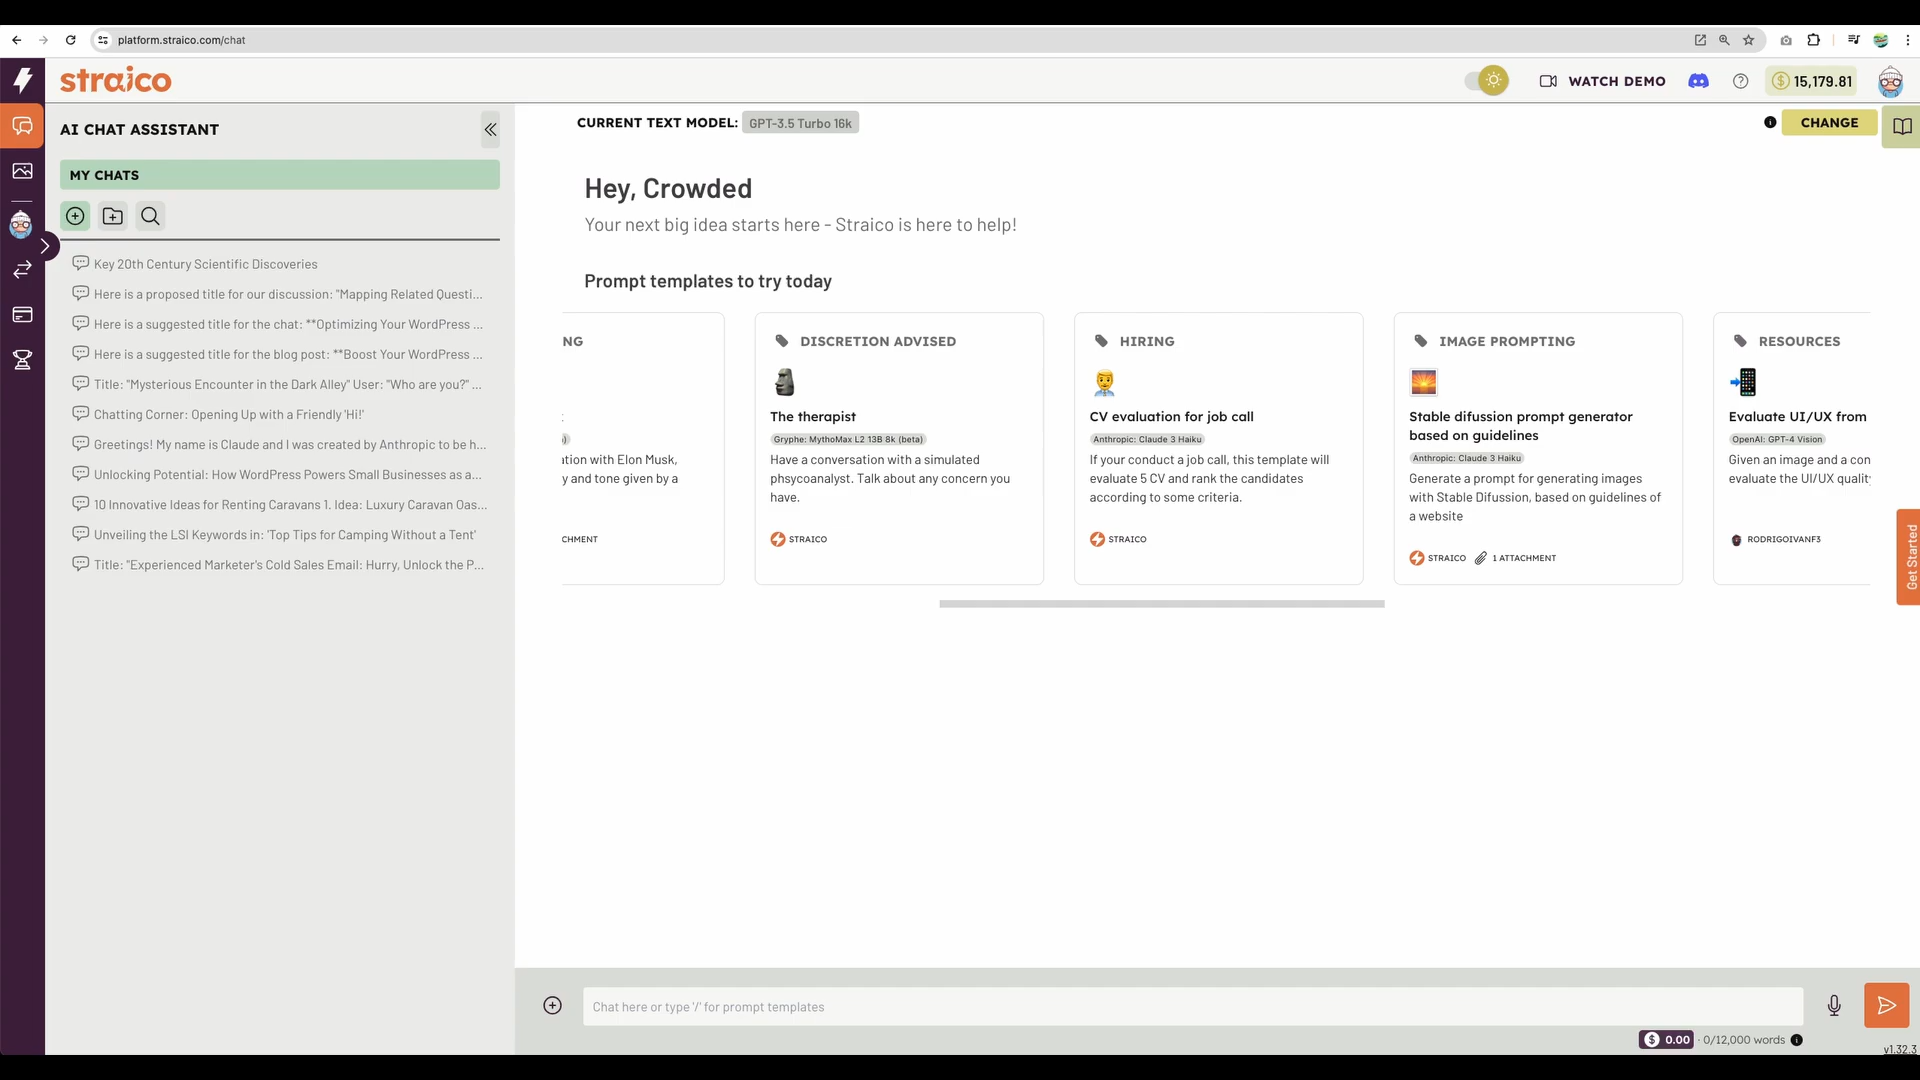 platform.straico.com/chat
straico
WATCH DEMO
15,179.81
AI CHAT ASSISTANT
MY CHATS
Key 20th Century Scientific Discoveries
Here is a proposed title for our discussion: "Mapping Related Questi...
Here is a suggested title for the chat: **Optimizing Your WordPress ...
Here is a suggested title for the blog post: **Boost Your WordPress ...
Title: "Mysterious Encounter in the Dark Alley" User: "Who are you?" ...
Chatting Corner: Opening Up with a Friendly 'Hi!'
Greetings! My name is Claude and I was created by Anthropic to be h...
Unlocking Potential: How WordPress Powers Small Businesses as a...
10 Innovative Ideas for Renting Caravans 1. Idea: Luxury Caravan Oas...
Unveiling the LSI Keywords in: 'Top Tips for Camping Without a Tent'
Title: "Experienced Marketer's Cold Sales Email: Hurry, Unlock the P...
CURRENT TEXT MODEL: GPT-3.5 Turbo 16k
CHANGE
Hey, Crowded
Your next big idea starts here - Straico is here to help!
Prompt templates to try today
NG
tion with Elon Musk,
y and tone given by a
CHMENT
DISCRETION ADVISED
The therapist
Gryphe: MythoMax L2 13B 8k (beta)
Have a conversation with a simulated
phsycoanalyst. Talk about any concern you
have.
STRAICO
HIRING
CV evaluation for job call
Anthropic: Claude 3 Haiku
If your conduct a job call, this template will
evaluate 5 CV and rank the candidates
according to some criteria.
STRAICO
IMAGE PROMPTING
Stable difussion prompt generator
based on guidelines
Anthropic: Claude 3 Haiku
Generate a prompt for generating images
with Stable Difussion, based on guidelines of
a website
STRAICO 1 ATTACHMENT
RESOURCES
Evaluate UI/UX from
OpenAI: GPT-4 Vision
Given an image and a con
evaluate the UI/UX quality
RODRIGOIVANF3
Get Started
Chat here or type '/' for prompt templates
$ 0.00 · 0/12,000 words
v1.32.3